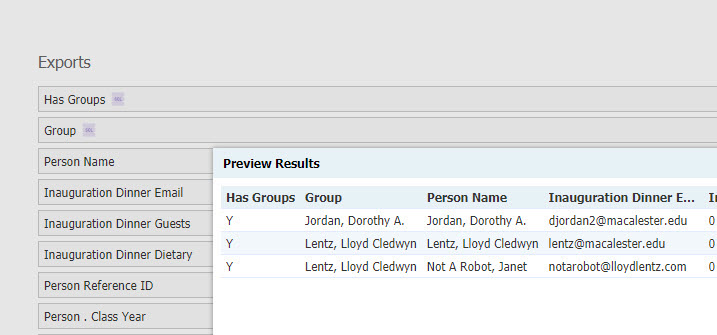 Exports
Has Groups
Group
Person Name
Inauguration Dinner Email
Inauguration Dinner Guests
Inauguration Dinner Dietary
Person Reference ID
Person . Class Year
Preview Results
Has Groups Group Person Name Inauguration Dinner E...
Y Jordan, Dorothy A. Jordan, Dorothy A. djordan2@macalester.edu 0
Y Lentz, Lloyd Cledwyn Lentz, Lloyd Cledwyn lentz@macalester.edu 0
Y Lentz, Lloyd Cledwyn Not A Robot, Janet notarobot@lloydlentz.com 0